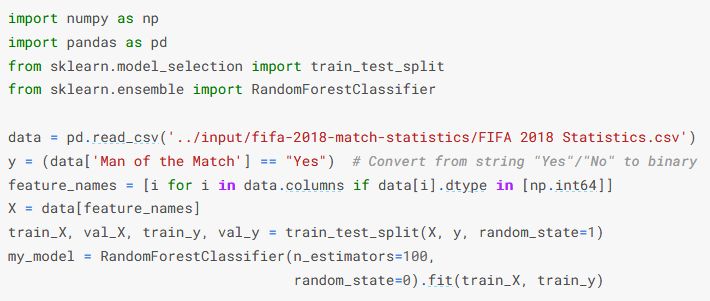 import numpy as np
import pandas as pd
from sklearn.model_selection import train_test_split
from sklearn.ensemble import RandomForestClassifier

data = pd.read_csv('../input/fifa-2018-match-statistics/FIFA 2018 Statistics.csv')
y = (data['Man of the Match'] == "Yes")  # Convert from string "Yes"/"No" to binary
feature_names = [i for i in data.columns if data[i].dtype in [np.int64]]
X = data[feature_names]
train_X, val_X, train_y, val_y = train_test_split(X, y, random_state=1)
my_model = RandomForestClassifier(n_estimators=100,
                                  random_state=0).fit(train_X, train_y)